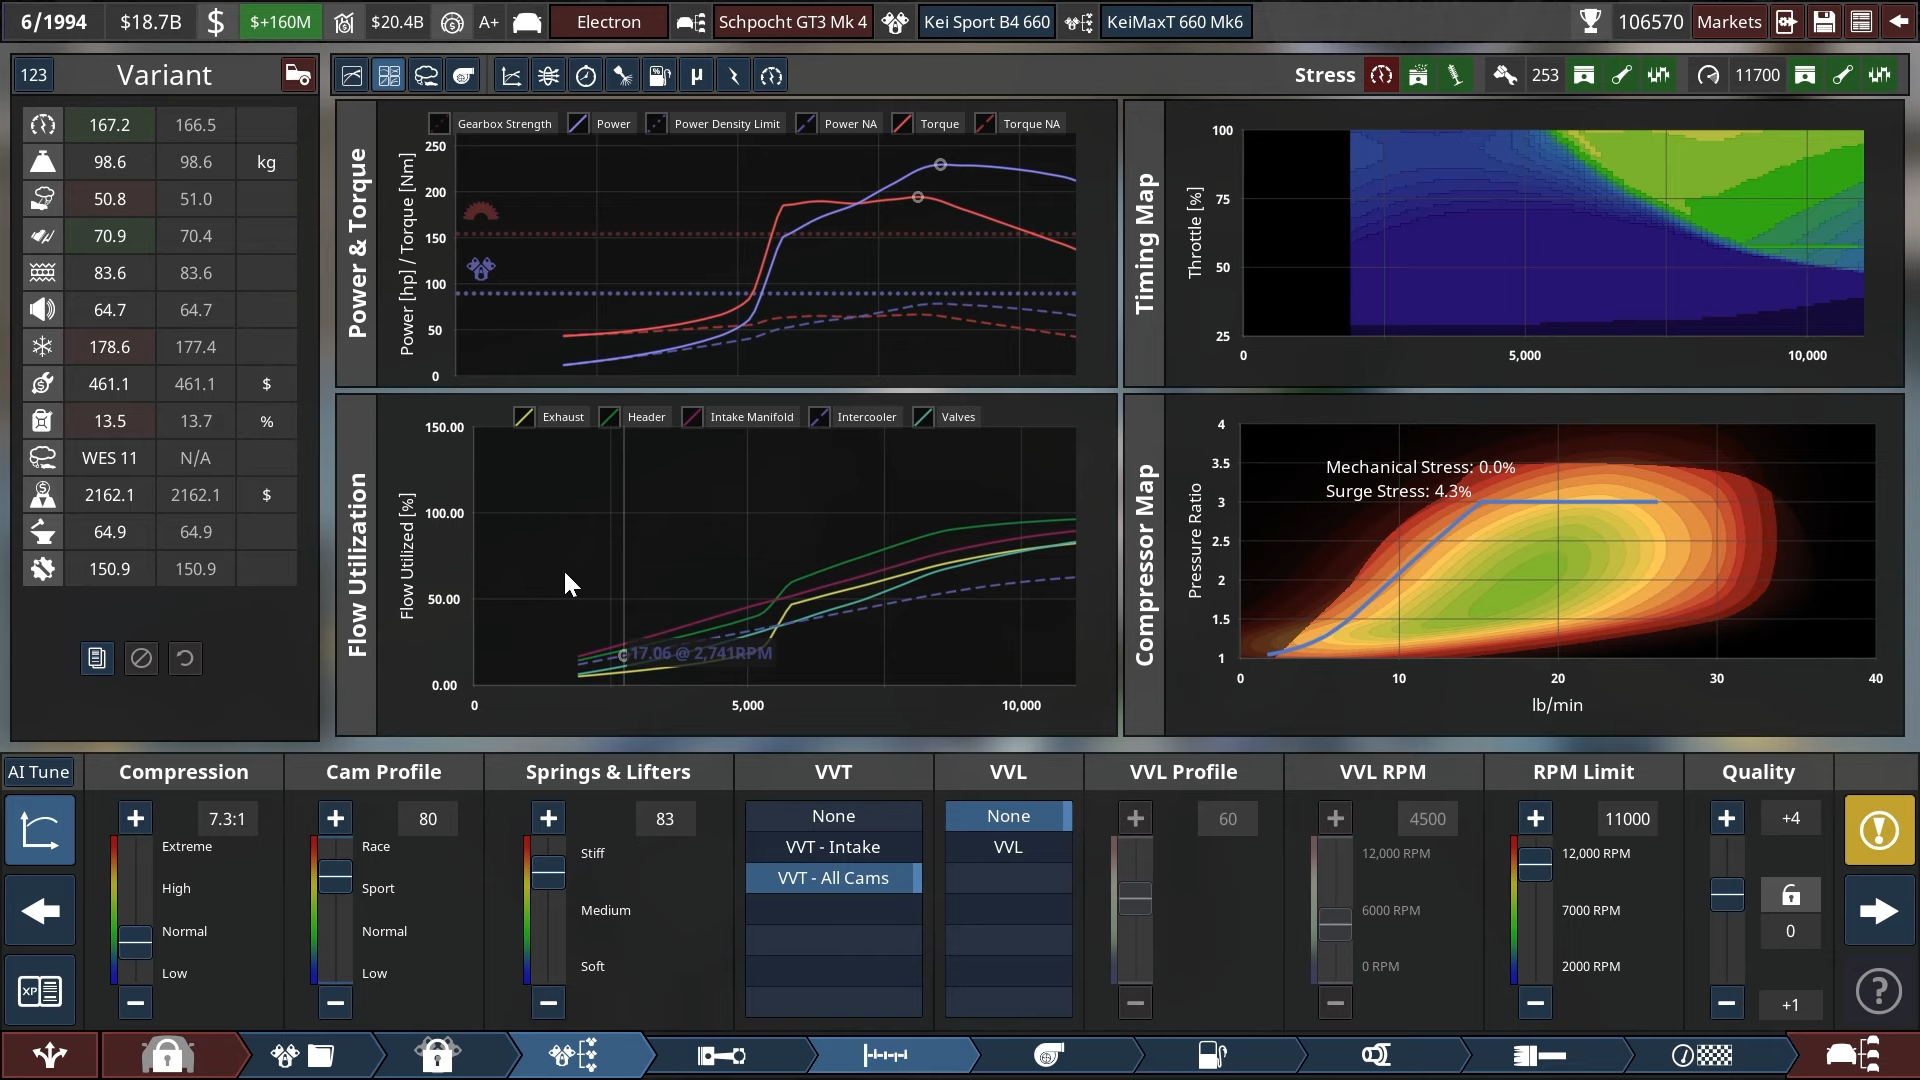 6/1994 $18.7B $ $+160M $20.4B A+ Electron Schpocht GT3 Mk 4 Kei Sport B4 660 KeiMaxT 660 Mk6 106570 Markets
123 Variant
Stress 253 11700
167.2 166.5
98.6 98.6 kg
50.8 51.0
70.9 70.4
83.6 83.6
64.7 64.7
178.6 177.4
461.1 461.1 $
13.5 13.7 %
WES 11 N/A
2162.1 2162.1 $
64.9 64.9
150.9 150.9
Power & Torque
Gearbox Strength Power Power Density Limit Power NA Torque Torque NA
Power [hp] / Torque [Nm]
250
200
150
100
50
0
Timing Map
Throttle [%]
100
75
50
25
0 5,000 10,000
Flow Utilization
Exhaust Header Intake Manifold Intercooler Valves
Flow Utilized [%]
150.00
100.00
50.00
0.00
17.06 @ 2,741RPM
0 5,000 10,000
Compressor Map
Pressure Ratio
4
3.5
3
2.5
2
1.5
1
Mechanical Stress: 0.0%
Surge Stress: 4.3%
0 10 20 30 40
lb/min
AI Tune
Compression
7.3:1
Extreme
High
Normal
Low
Cam Profile
80
Race
Sport
Normal
Low
Springs & Lifters
83
Stiff
Medium
Soft
VVT
None
VVT - Intake
VVT - All Cams
VVL
None
VVL
VVL Profile
60
VVL RPM
4500
12,000 RPM
6000 RPM
0 RPM
RPM Limit
11000
12,000 RPM
7000 RPM
2000 RPM
Quality
+4
0
+1
XP
?